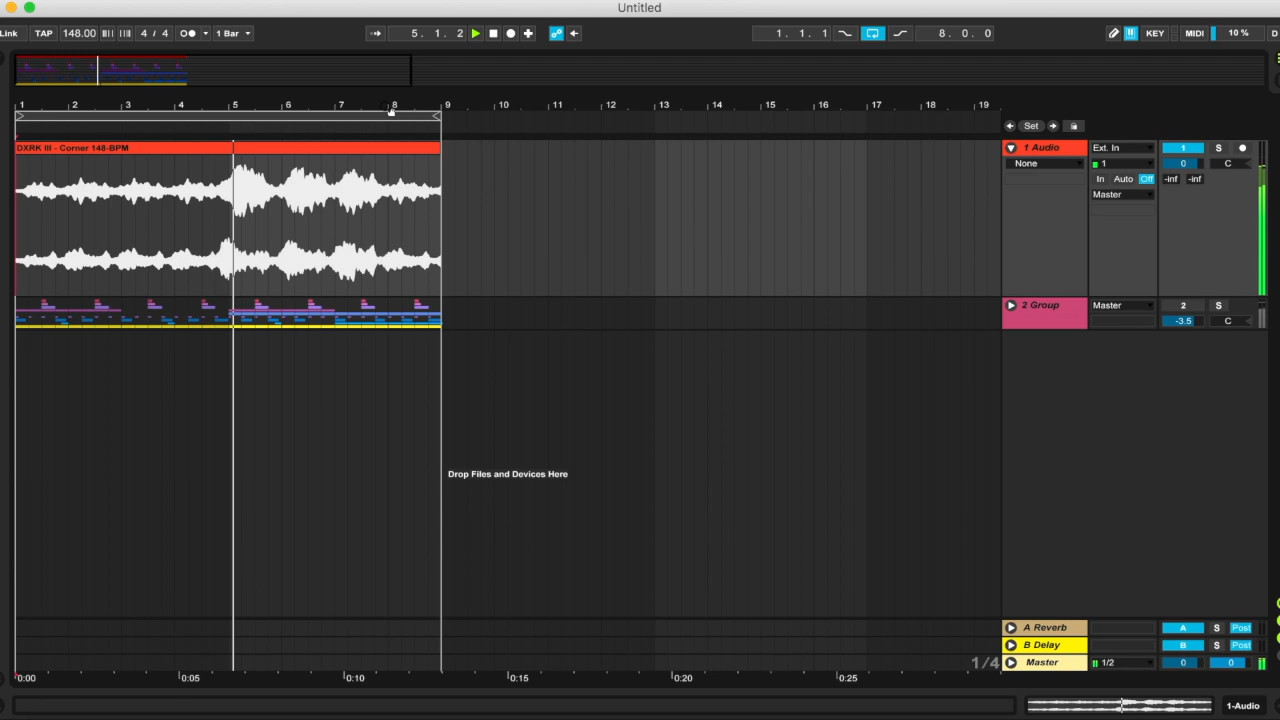 Untitled
Link TAP 148.00 4 / 4 1 Bar 5. 1. 2 1. 1. 1 8. 0. 0 KEY MIDI 10 % D
1 2 3 4 5 6 7 8 9 10 11 12 13 14 15 16 17 18 19
Set
DXRK III - Corner 148-BPM
1 Audio Ext. In 1 S
None 1 0 C
In Auto Off -inf -inf
Master
2 Group Master 2 S
-3.5 C
Drop Files and Devices Here
A Reverb A S Post
B Delay B S Post
1/4 Master 1/2 0 0
0:00 0:05 0:10 0:15 0:20 0:25
1-Audio